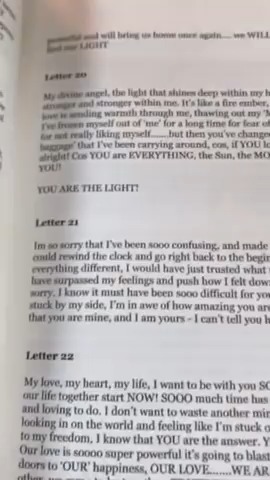 powerful and will bring us home once again.... we WILL
LIGHT
Letter 20
My divine angel, the light that shines deep within my h
stronger and stronger within me. It's like a fire ember,
love is sending warmth through me, thawing out my
I've frozen myself out of 'me' for a long time for fear of
for not really liking myself.......but then you've change
baggage' that I've been carrying around, cos, if YOU lo
alright! Cos YOU are EVERYTHING, the Sun, the MO
YOU!
YOU ARE THE LIGHT!
Letter 21
Im so sorry that I've been sooo confusing, and made
could rewind the clock and go right back to the begin
everything different, I would have just trusted what
have surpassed my feelings and push how I felt dow
sorry, I know it must have been sooo difficult for yo
stuck by my side, I'm in awe of how amazing you are
that you are mine, and I am yours - I can't tell you h
Letter 22
My love, my heart, my life, I want to be with you SO
our life together start NOW! SOOO much time has
and loving to do. I don't want to waste another min
looking in on the world and feeling like I'm stuck o
to my freedom, I know that YOU are the answer. Y
Our love is soooo super powerful it's going to blast
doors to 'OUR' happiness, OUR LOVE.......WE AR